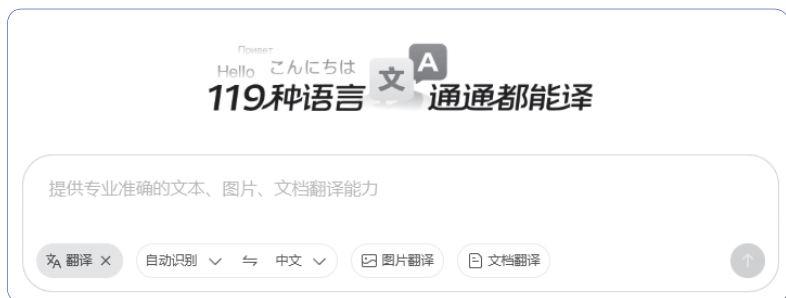 Привет
Hello こんにちは
文 A
119种语言 通通都能译
提供专业准确的文本、图片、文档翻译能力
文A 翻译 × 自动识别 中文 图片翻译 文档翻译